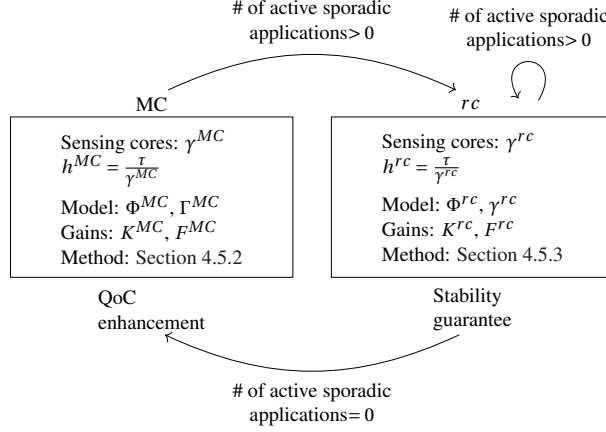 # of active sporadic
applications> 0
# of active sporadic
applications> 0
MC
rc
Sensing cores: γ^MC
h^MC = τ/γ^MC
Model: Φ^MC, Γ^MC
Gains: K^MC, F^MC
Method: Section 4.5.2
Sensing cores: γ^rc
h^rc = τ/γ^rc
Model: Φ^rc, γ^rc
Gains: K^rc, F^rc
Method: Section 4.5.3
QoC
enhancement
Stability
guarantee
# of active sporadic
applications= 0